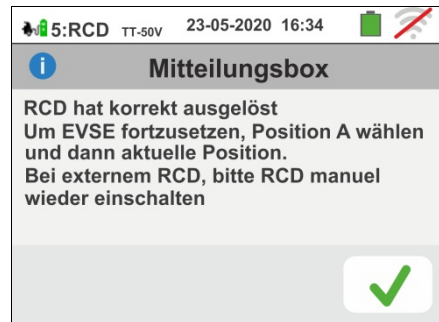 5:RCD TT-50V 23-05-2020 16:34
i Mitteilungsbox
RCD hat korrekt ausgelöst
Um EVSE fortzusetzen, Position A wählen
und dann aktuelle Position.
Bei externem RCD, bitte RCD manuel
wieder einschalten